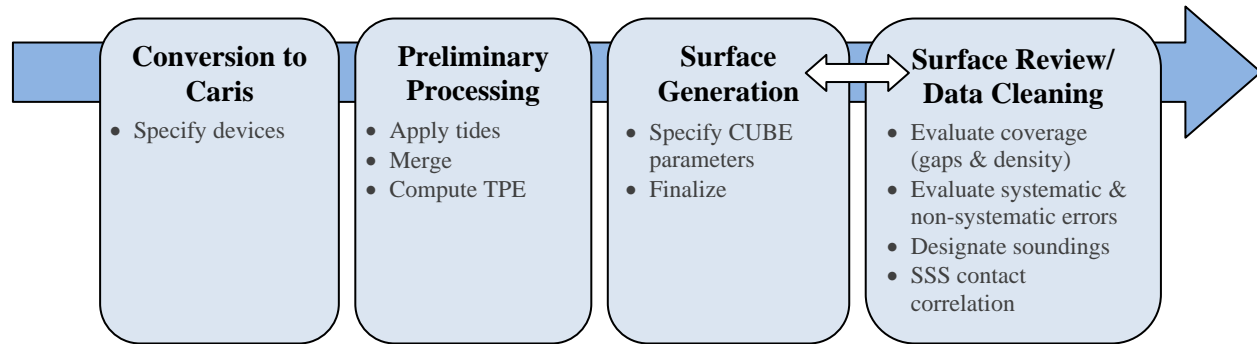 Conversion to
Caris
• Specify devices
Preliminary
Processing
• Apply tides
• Merge
• Compute TPE
Surface
Generation
• Specify CUBE
parameters
• Finalize
Surface Review/
Data Cleaning
• Evaluate coverage
(gaps & density)
• Evaluate systematic &
non-systematic errors
• Designate soundings
• SSS contact
correlation